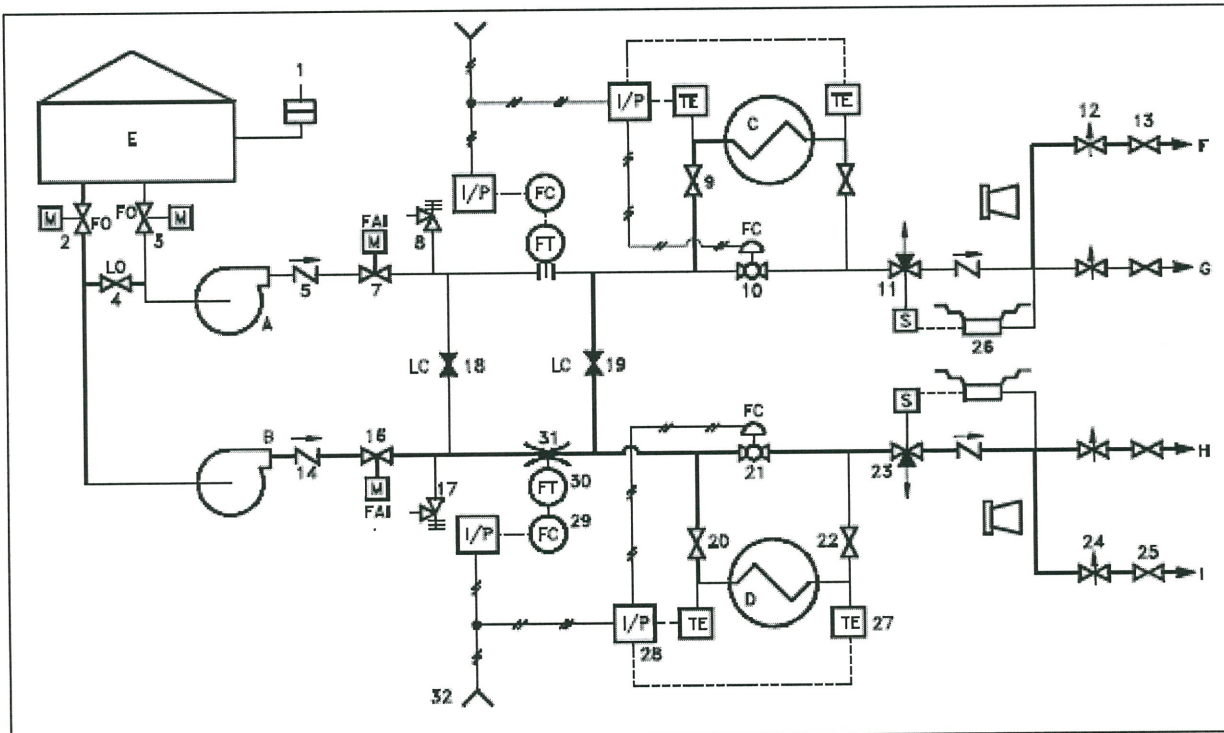 1
I/P
TE
TE
C
E
12
13
F
9
I/P
FC
M
FO
FO
M
2
3
FAI
M
8
FT
FC
LO
4
5
7
10
11
G
A
S
26
LC
18
LC
19
FC
S
B
16
31
14
M
FAI
17
FT
30
21
23
H
I/P
FC
29
20
22
24
25
D
I
I/P
TE
TE
27
28
32